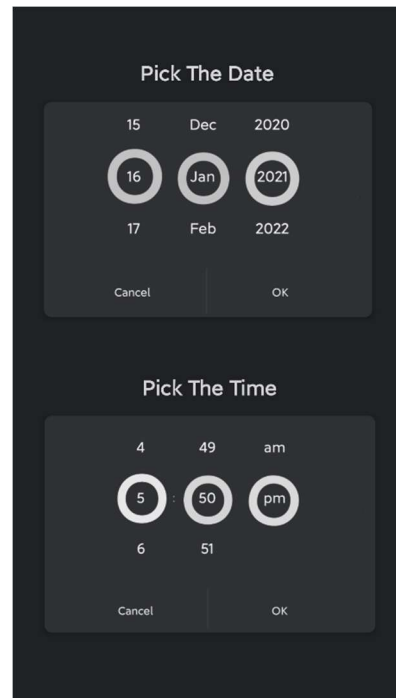 Pick The Date
15 Dec 2020
16 Jan 2021
17 Feb 2022
Cancel OK
Pick The Time
4 49 am
5 : 50 pm
6 51
Cancel OK